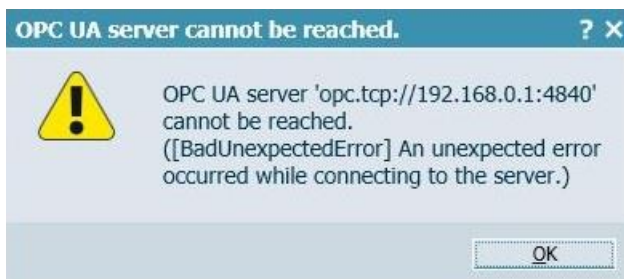 OPC UA server cannot be reached. ? ×
OPC UA server 'opc.tcp://192.168.0.1:4840'
cannot be reached.
([BadUnexpectedError] An unexpected error
occurred while connecting to the server.)
OK